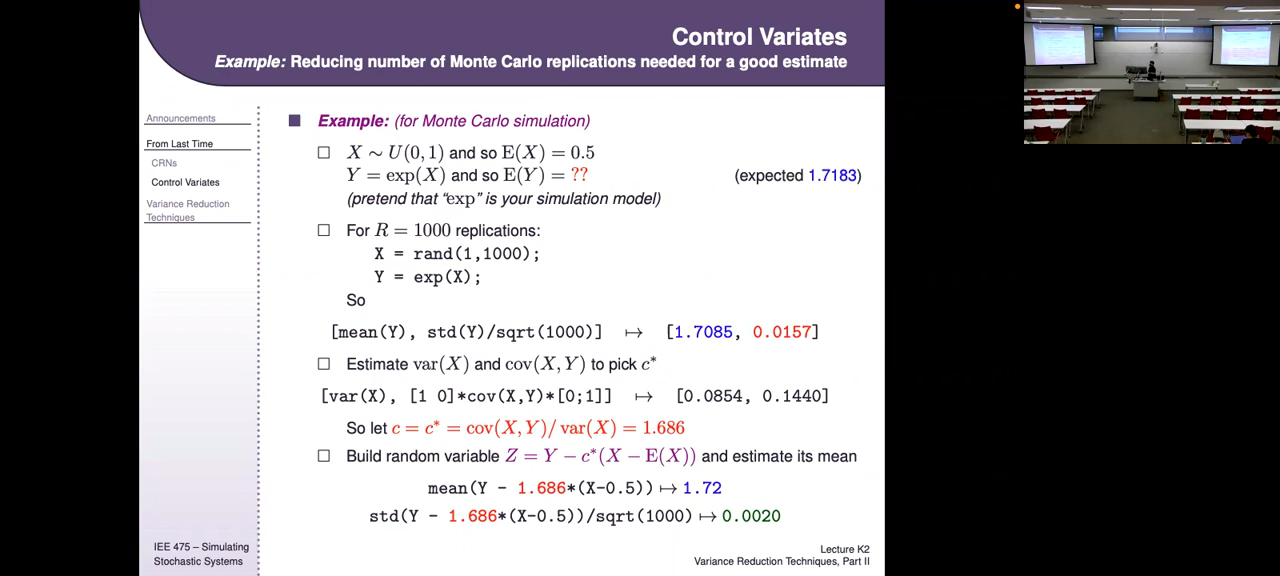 Control Variates
Example: Reducing number of Monte Carlo replications needed for a good estimate
Announcements
From Last Time
CRNs
Control Variates
Variance Reduction
Techniques
Example: (for Monte Carlo simulation)
X ∼ U(0, 1) and so E(X) = 0.5
Y = exp(X) and so E(Y) = ?? (expected 1.7183)
(pretend that “exp” is your simulation model)
For R = 1000 replications:
X = rand(1,1000);
Y = exp(X);
So
[mean(Y), std(Y)/sqrt(1000)] ↦ [1.7085, 0.0157]
Estimate var(X) and cov(X, Y) to pick c*
[var(X), [1 0]*cov(X,Y)*[0;1]] ↦ [0.0854, 0.1440]
So let c = c* = cov(X, Y)/ var(X) = 1.686
Build random variable Z = Y − c*(X − E(X)) and estimate its mean
mean(Y - 1.686*(X-0.5)) ↦ 1.72
std(Y - 1.686*(X-0.5))/sqrt(1000) ↦ 0.0020
IEE 475 – Simulating
Stochastic Systems
Lecture K2
Variance Reduction Techniques, Part II